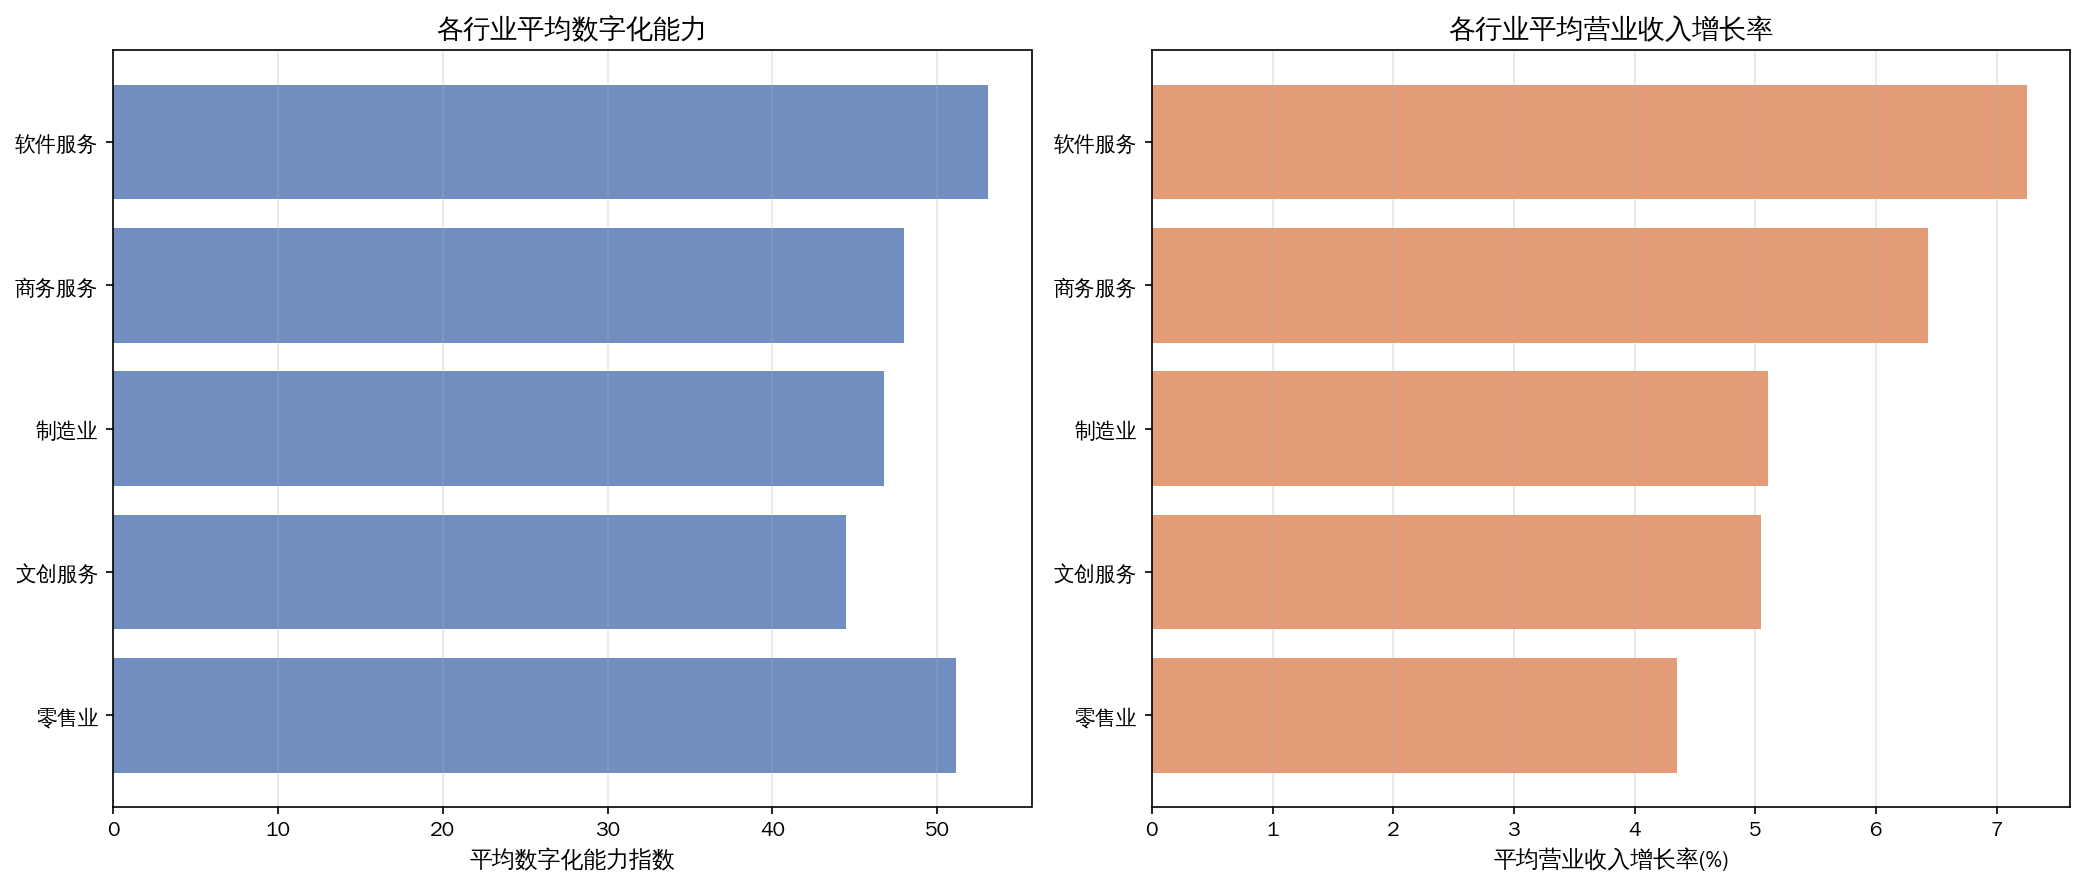 各行业平均数字化能力
软件服务
商务服务
制造业
文创服务
零售业
0 10 20 30 40 50
平均数字化能力指数
各行业平均营业收入增长率
软件服务
商务服务
制造业
文创服务
零售业
0 1 2 3 4 5 6 7
平均营业收入增长率(%)